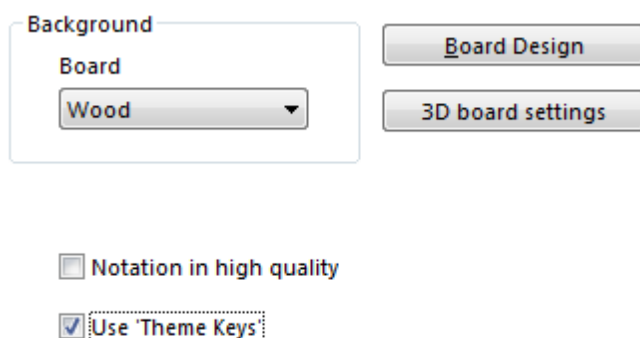 Background
Board Design
Board
Wood
3D board settings
Notation in high quality
Use 'Theme Keys'